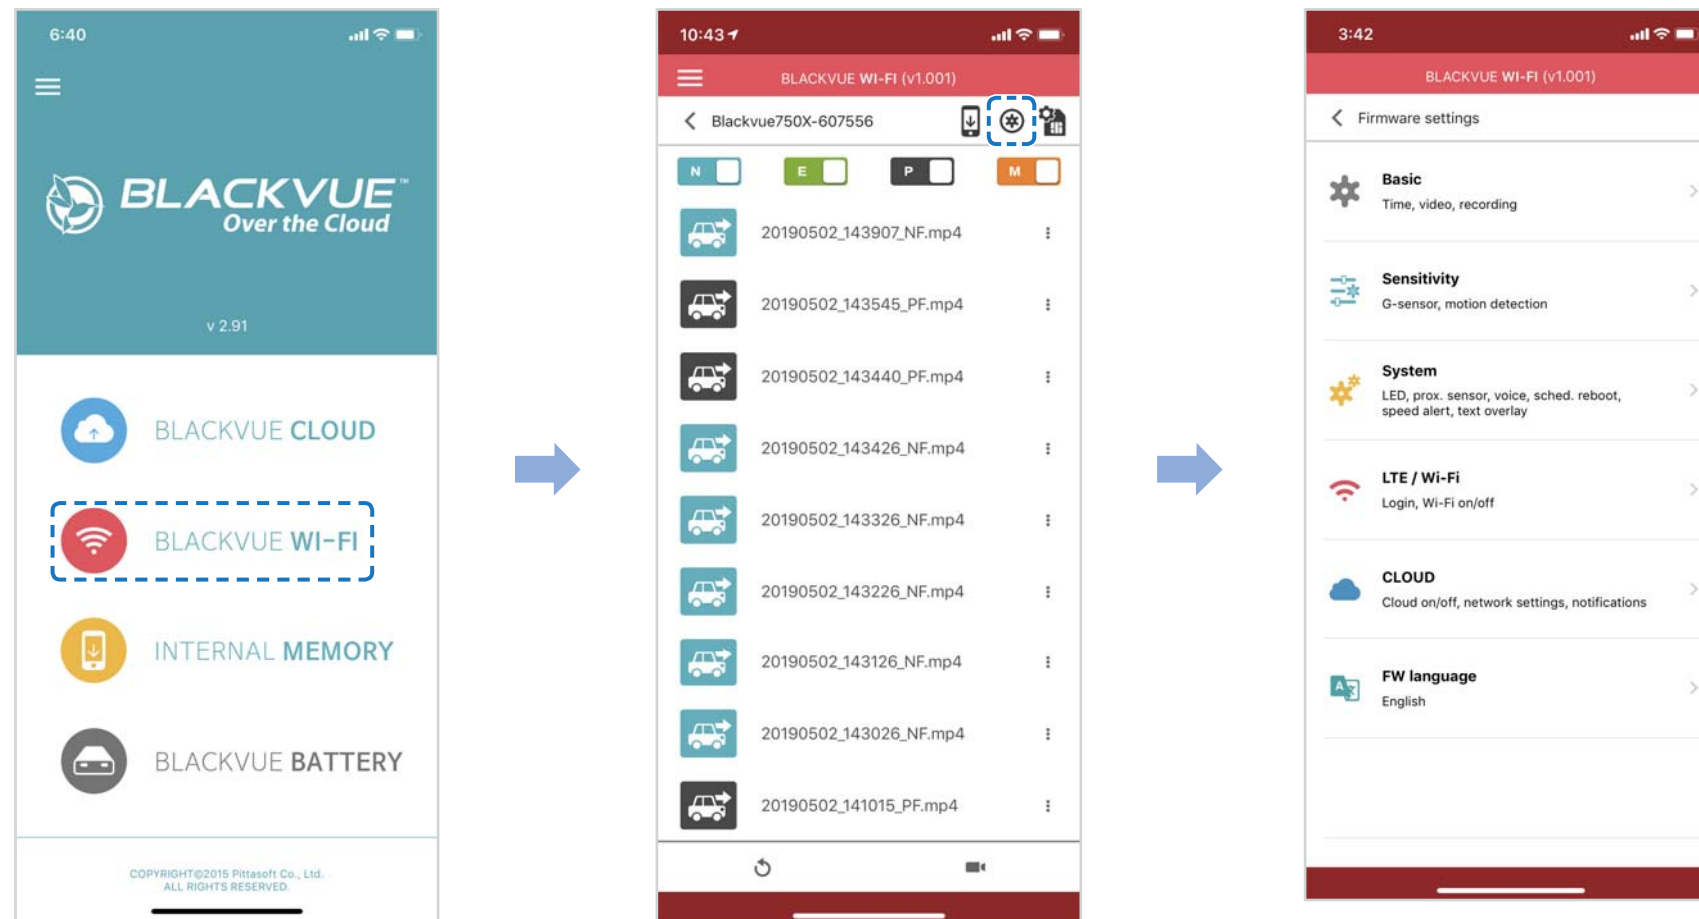 6:40
BLACKVUE™
Over the Cloud
v 2.91
BLACKVUE CLOUD
BLACKVUE WI-FI
INTERNAL MEMORY
BLACKVUE BATTERY
COPYRIGHT©2015 Pittasoft Co., Ltd.
ALL RIGHTS RESERVED.
10:43
BLACKVUE WI-FI (v1.001)
Blackvue750X-607556
N E P M
20190502_143907_NF.mp4
20190502_143545_PF.mp4
20190502_143440_PF.mp4
20190502_143426_NF.mp4
20190502_143326_NF.mp4
20190502_143226_NF.mp4
20190502_143126_NF.mp4
20190502_143026_NF.mp4
20190502_141015_PF.mp4
3:42
BLACKVUE WI-FI (v1.001)
Firmware settings
Basic
Time, video, recording
Sensitivity
G-sensor, motion detection
System
LED, prox. sensor, voice, sched. reboot,
speed alert, text overlay
LTE / Wi-Fi
Login, Wi-Fi on/off
CLOUD
Cloud on/off, network settings, notifications
A
FW language
English